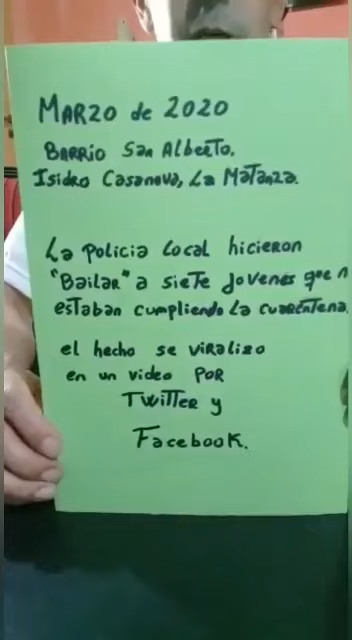 Marzo de 2020
Barrio San Alberto.
Isidro Casanova, La Matanza.
La policia Local hicieron
"Bailar" a siete jovenes que n
estaban cumpliendo la cuarentena.
el hecho se viralizo
en un video por
Twitter y
Facebook.